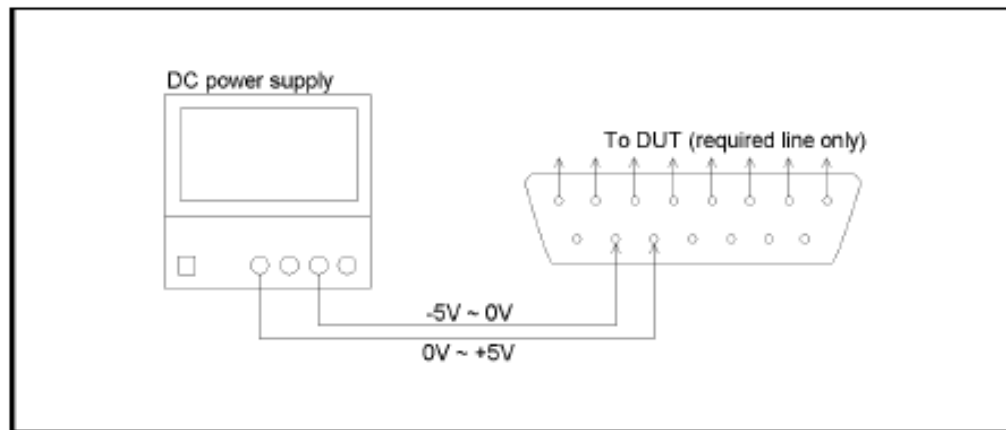 DC power supply
To DUT (required line only)
-5V ~ 0V
0V ~ +5V